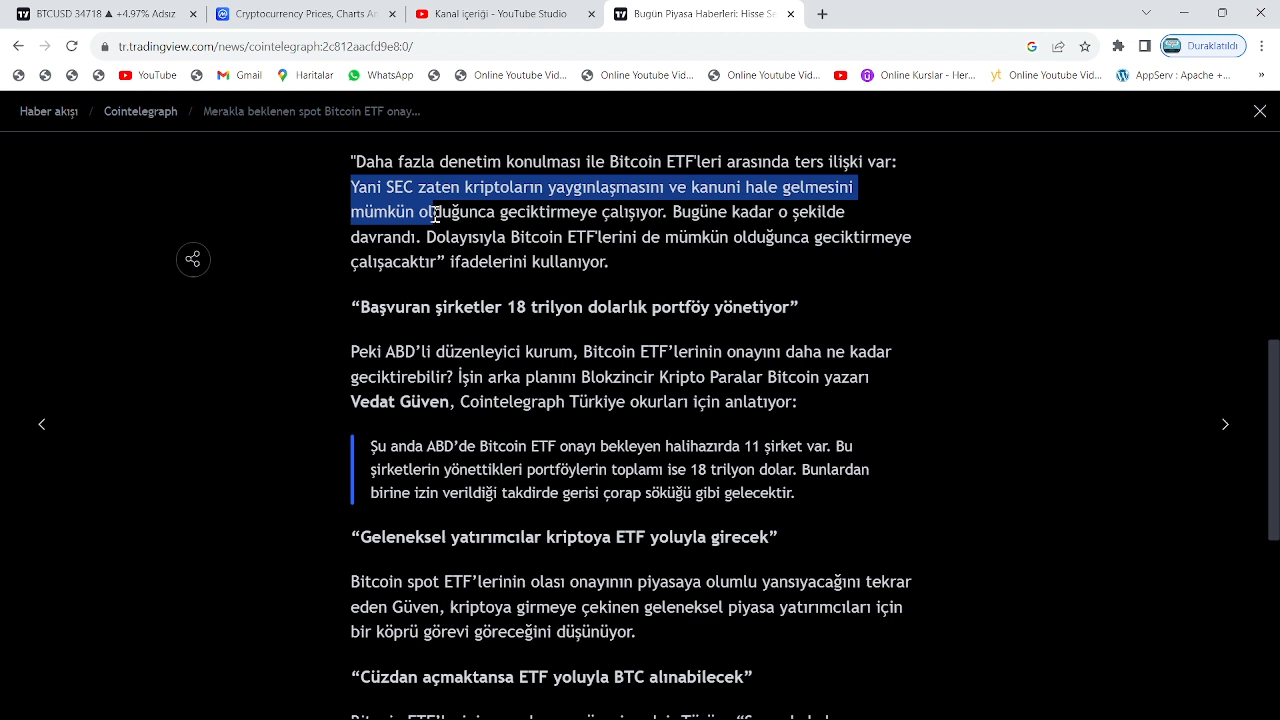 BTCUSD 34718 ▲ +4.97% Adsız
Cryptocurrency Prices, Charts Ar
Kanal içeriği - YouTube Studio
Bugün Piyasa Haberleri: Hisse Se
tr.tradingview.com/news/cointelegraph:2c812aacfd9e8:0/
Duraklatıldı
YouTube
Gmail
Haritalar
WhatsApp
Online Youtube Vid...
Online Youtube Vid...
Online Youtube Vid...
Online Kurslar - Her...
Online Youtube Vid...
AppServ : Apache +...
Haber akışı / Cointelegraph / Merakla beklenen spot Bitcoin ETF onay...
"Daha fazla denetim konulması ile Bitcoin ETF'leri arasında ters ilişki var:
Yani SEC zaten kriptoların yaygınlaşmasını ve kanuni hale gelmesini
mümkün olduğunca geciktirmeye çalışıyor. Bugüne kadar o şekilde
davrandı. Dolayısıyla Bitcoin ETF'lerini de mümkün olduğunca geciktirmeye
çalışacaktır” ifadelerini kullanıyor.
“Başvuran şirketler 18 trilyon dolarlık portföy yönetiyor”
Peki ABD’li düzenleyici kurum, Bitcoin ETF’lerinin onayını daha ne kadar
geciktirebilir? İşin arka planını Blokzincir Kripto Paralar Bitcoin yazarı
Vedat Güven, Cointelegraph Türkiye okurları için anlatıyor:
Şu anda ABD’de Bitcoin ETF onayı bekleyen halihazırda 11 şirket var. Bu
şirketlerin yönettikleri portföylerin toplamı ise 18 trilyon dolar. Bunlardan
birine izin verildiği takdirde gerisi çorap söküğü gibi gelecektir.
“Geleneksel yatırımcılar kriptoya ETF yoluyla girecek”
Bitcoin spot ETF’lerinin olası onayının piyasaya olumlu yansıyacağını tekrar
eden Güven, kriptoya girmeye çekinen geleneksel piyasa yatırımcıları için
bir köprü görevi göreceğini düşünüyor.
“Cüzdan açmaktansa ETF yoluyla BTC alınabilecek”